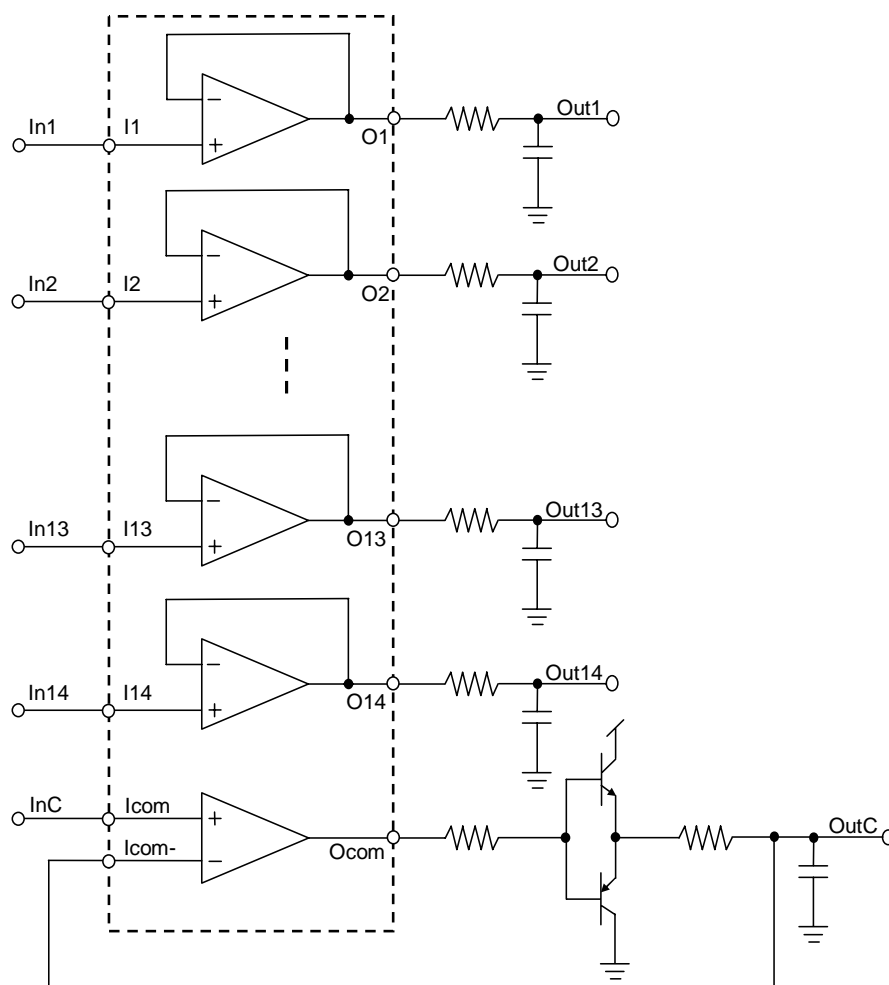 Out1
In1
I1
O1
Out2
In2
I2
O2
Out13
In13
I13
O13
Out14
In14
I14
O14
InC
Icom
OutC
Icom-
Ocom